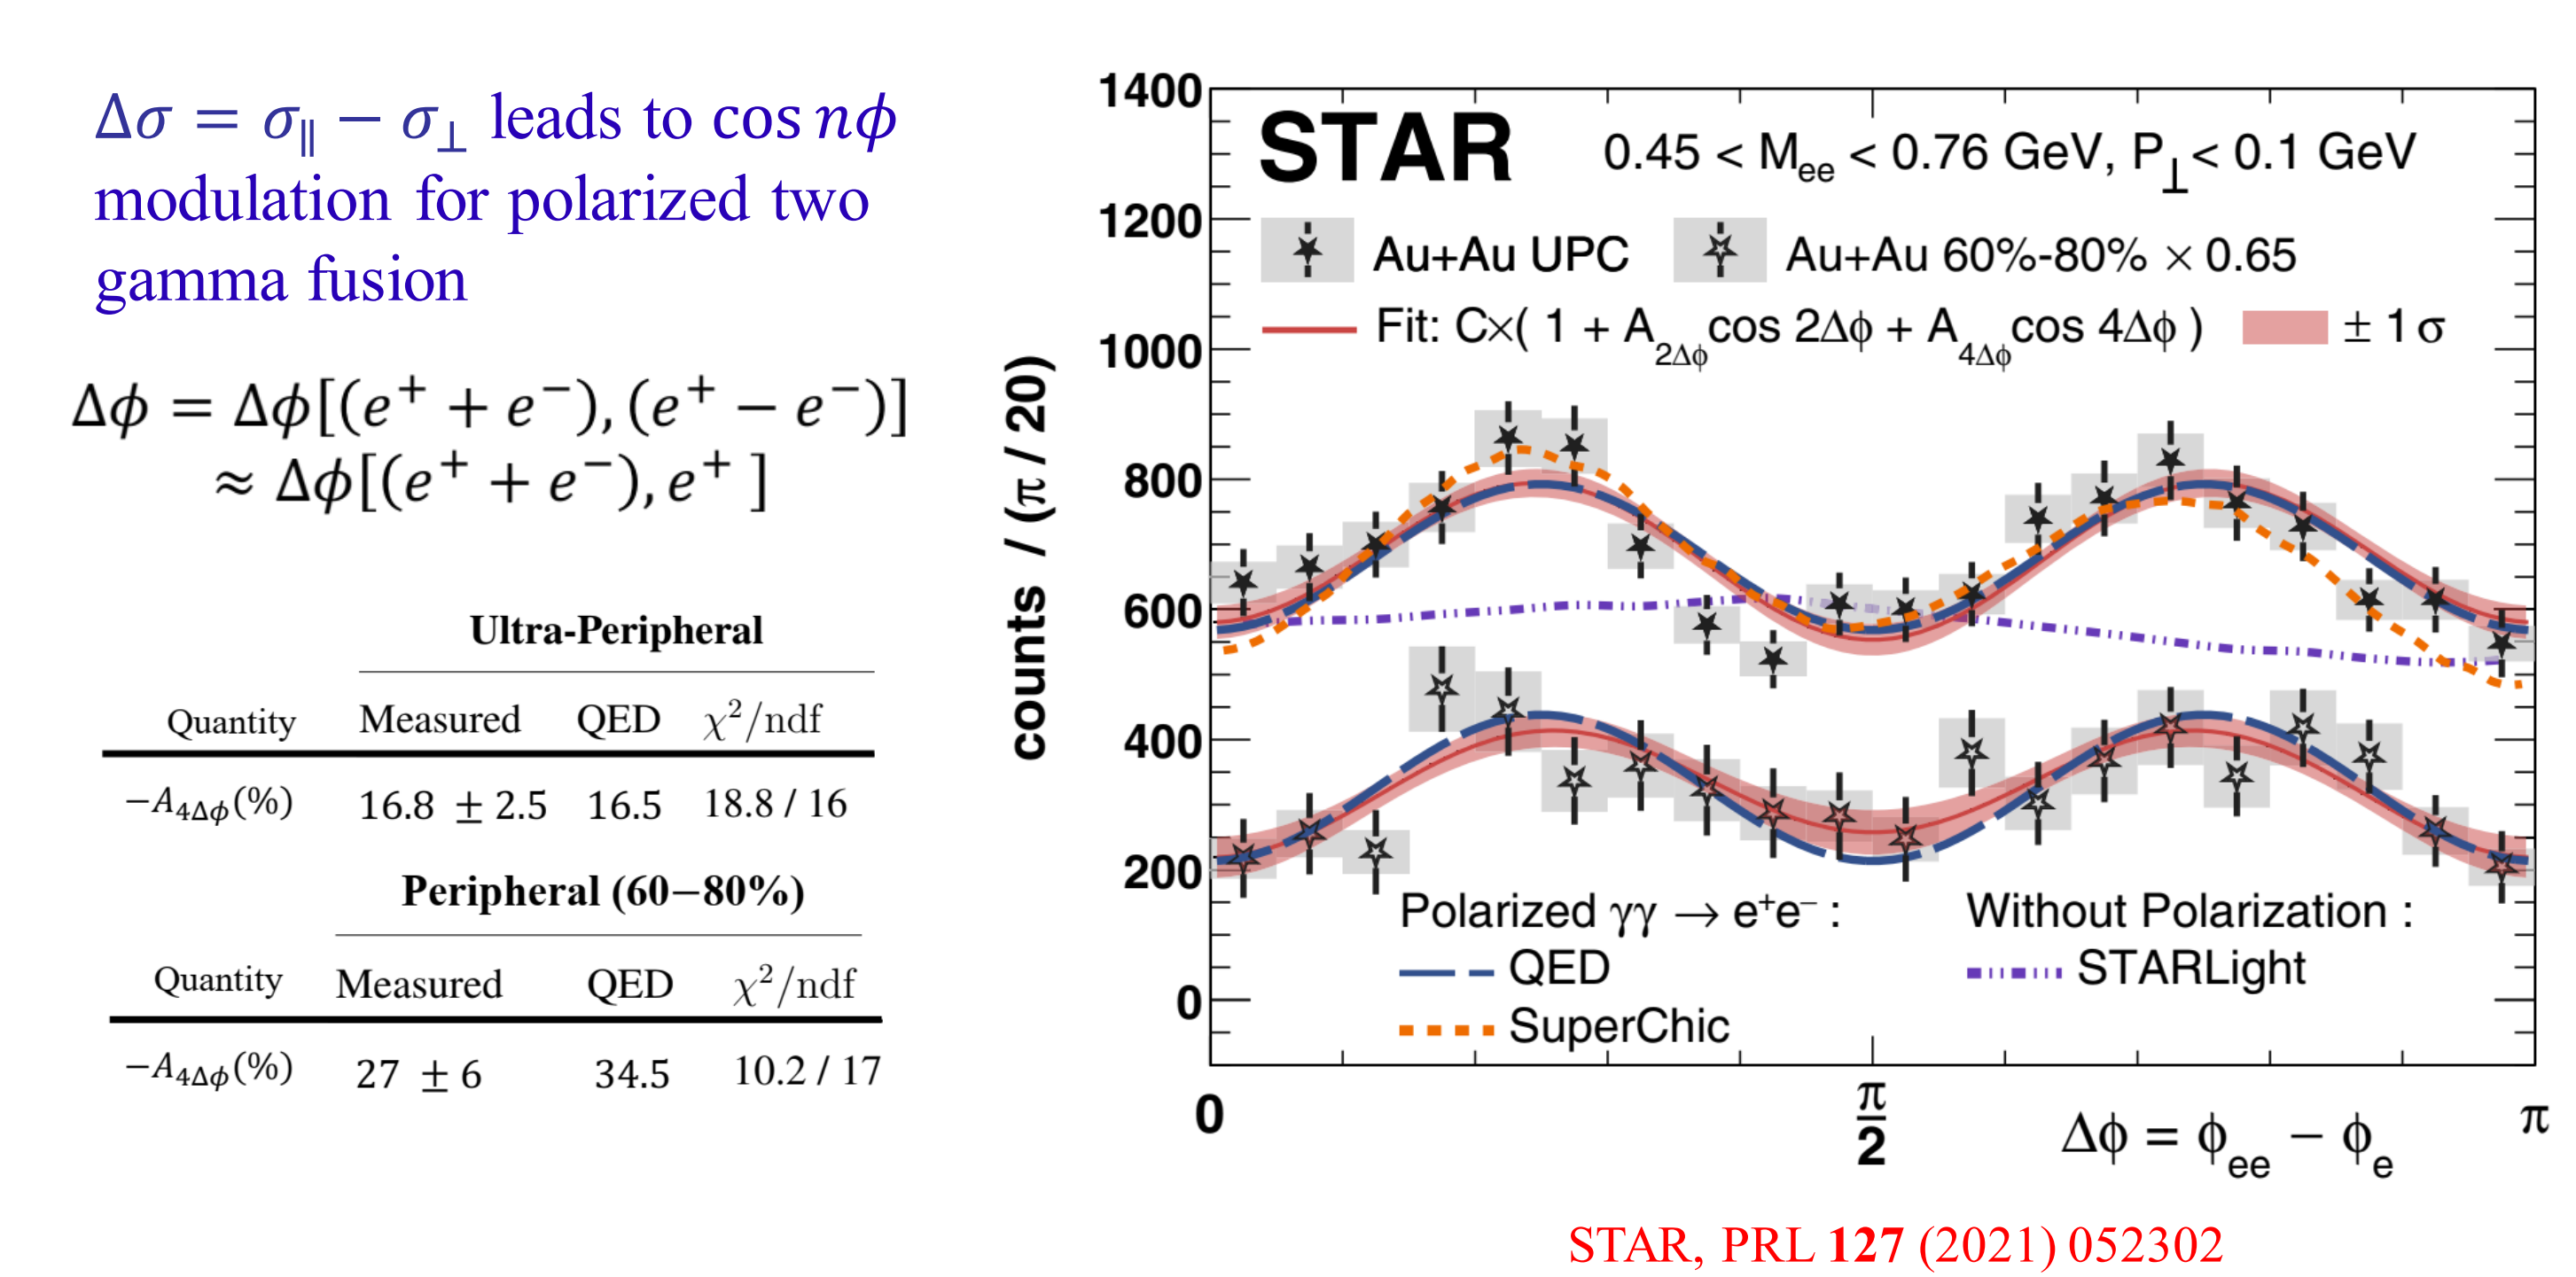 Δσ = σ∥ − σ⊥ leads to cos nϕ
modulation for polarized two
gamma fusion
Δϕ = Δϕ[(e⁺ + e⁻), (e⁺ − e⁻)]
≈ Δϕ[(e⁺ + e⁻), e⁺ ]
Ultra-Peripheral
Quantity Measured QED χ²/ndf
−A₄Δϕ(%) 16.8 ± 2.5 16.5 18.8 / 16
Peripheral (60−80%)
Quantity Measured QED χ²/ndf
−A₄Δϕ(%) 27 ± 6 34.5 10.2 / 17
counts / (π / 20)
1400
1200
1000
800
600
400
200
0
STAR 0.45 < Mee < 0.76 GeV, P⊥ < 0.1 GeV
Au+Au UPC Au+Au 60%-80% × 0.65
Fit: C×( 1 + A2Δϕcos 2Δϕ + A4Δϕcos 4Δϕ ) ± 1 σ
Polarized γγ → e⁺e⁻ : Without Polarization :
QED STARLight
SuperChic
0 π/2 π
Δϕ = ϕee − ϕe
STAR, PRL 127 (2021) 052302